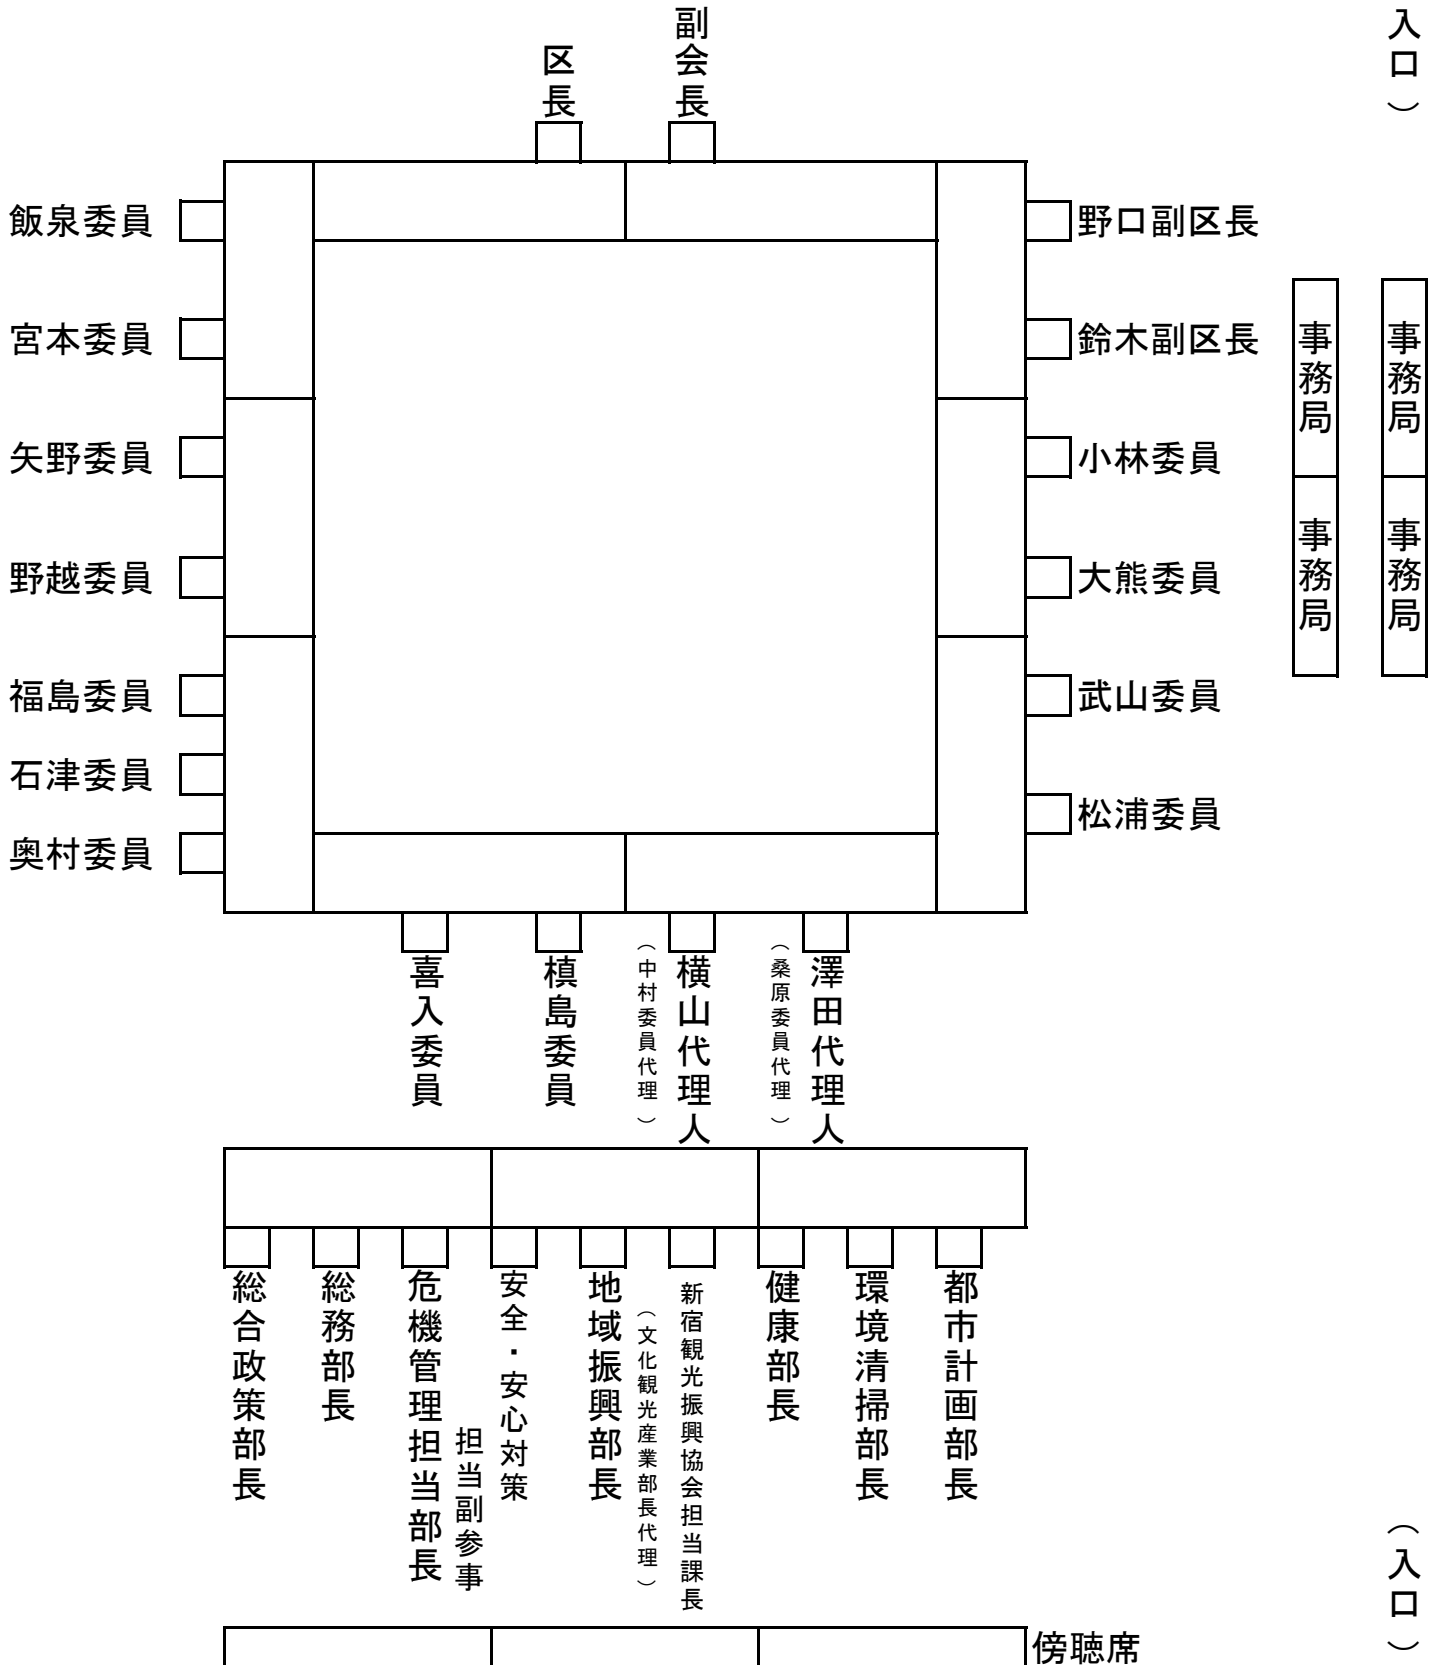 副会長
区長
入口）
飯泉委員
野口副区長
宮本委員
鈴木副区長
事務局
事務局
矢野委員
小林委員
野越委員
大熊委員
事務局
事務局
福島委員
武山委員
石津委員
松浦委員
奥村委員
喜入委員
槙島委員
横山代理人
（中村委員代理）
澤田代理人
（桑原委員代理）
総合政策部長
総務部長
危機管理担当部長
安全・安心対策
担当副参事
地域振興部長
新宿観光振興協会担当課長
（文化観光産業部長代理）
健康部長
環境清掃部長
都市計画部長
（入口）
傍聴席